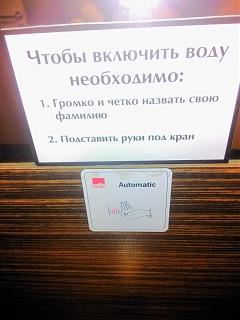 Чтобы включить воду
необходимо:
1. Громко и четко назвать свою
фамилию
2. Подставить руки под кран
Automatic